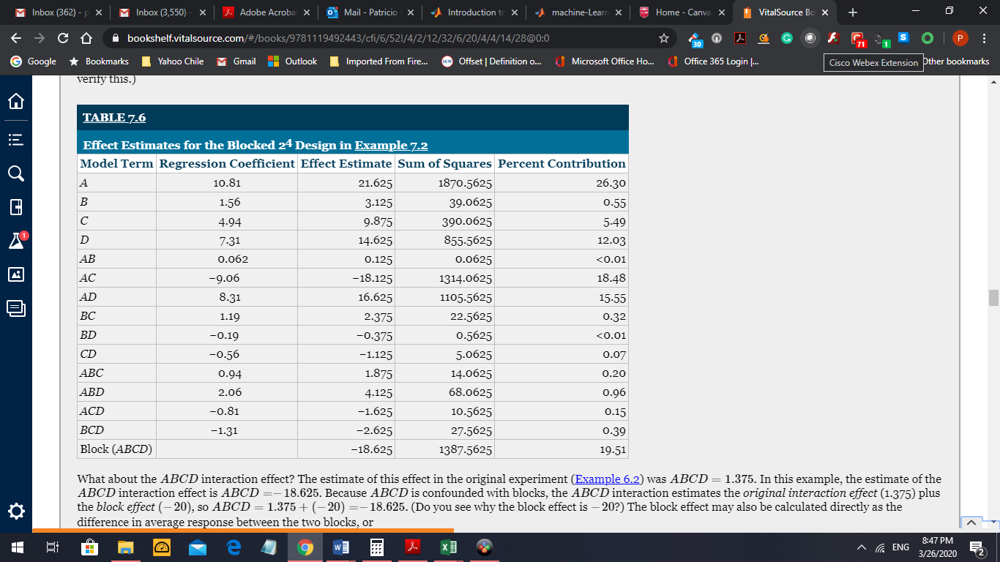 Inbox (362) - p
Inbox (3,550) -
Adobe Acroba
Mail - Patricio
Introduction to
machine-Learn
Home - Canva
VitalSource Bo
bookshelf.vitalsource.com/#/books/9781119492443/cfi/6/52!/4/2/12/32/6/20/4/4/14/28@0:0
30
71
1
S
P
Google
Bookmarks
Yahoo Chile
Gmail
Outlook
Imported From Fire...
Offset | Definition o...
Microsoft Office Ho...
Office 365 Login |...
Cisco Webex Extension
Other bookmarks
verify this.)
TABLE 7.6
Effect Estimates for the Blocked 2⁴ Design in Example 7.2
Model Term Regression Coefficient Effect Estimate Sum of Squares Percent Contribution
A 10.81 21.625 1870.5625 26.30
B 1.56 3.125 39.0625 0.55
C 4.94 9.875 390.0625 5.49
D 7.31 14.625 855.5625 12.03
AB 0.062 0.125 0.0625 <0.01
AC −9.06 −18.125 1314.0625 18.48
AD 8.31 16.625 1105.5625 15.55
BC 1.19 2.375 22.5625 0.32
BD −0.19 −0.375 0.5625 <0.01
CD −0.56 −1.125 5.0625 0.07
ABC 0.94 1.875 14.0625 0.20
ABD 2.06 4.125 68.0625 0.96
ACD −0.81 −1.625 10.5625 0.15
BCD −1.31 −2.625 27.5625 0.39
Block (ABCD) −18.625 1387.5625 19.51
What about the ABCD interaction effect? The estimate of this effect in the original experiment (Example 6.2) was ABCD = 1.375. In this example, the estimate of the
ABCD interaction effect is ABCD =− 18.625. Because ABCD is confounded with blocks, the ABCD interaction estimates the original interaction effect (1.375) plus
the block effect (− 20), so ABCD = 1.375 + (− 20) =− 18.625. (Do you see why the block effect is − 20?) The block effect may also be calculated directly as the
difference in average response between the two blocks, or
1
ENG
8:47 PM
3/26/2020
2